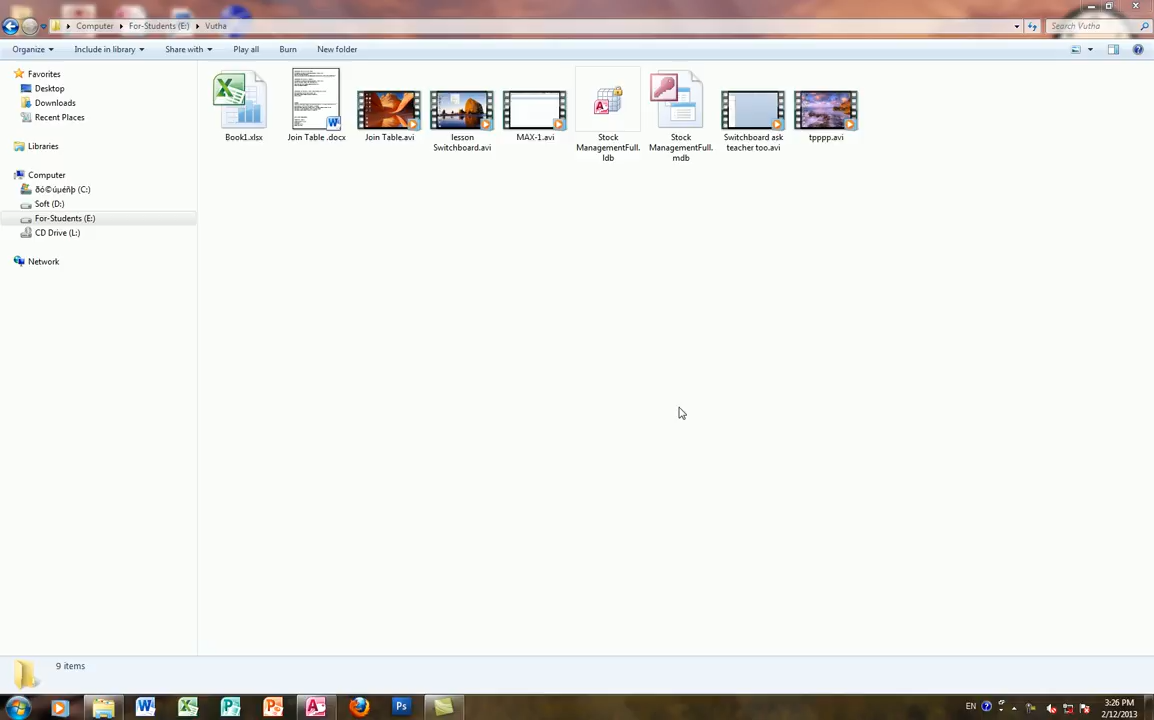 Computer For-Students (E:) Vutha
Search Vutha
Organize Include in library Share with Play all Burn New folder
Favorites
Desktop
Downloads
Recent Places
Libraries
Computer
ðó©úµéñþ (C:)
Soft (D:)
For-Students (E:)
CD Drive (L:)
Network
Book1.xlsx
Join Table .docx
Join Table.avi
lesson
Switchboard.avi
MAX-1.avi
Stock
ManagementFull.
ldb
Stock
ManagementFull.
mdb
Switchboard ask
teacher too.avi
tpppp.avi
9 items
EN
3:26 PM
2/12/2013